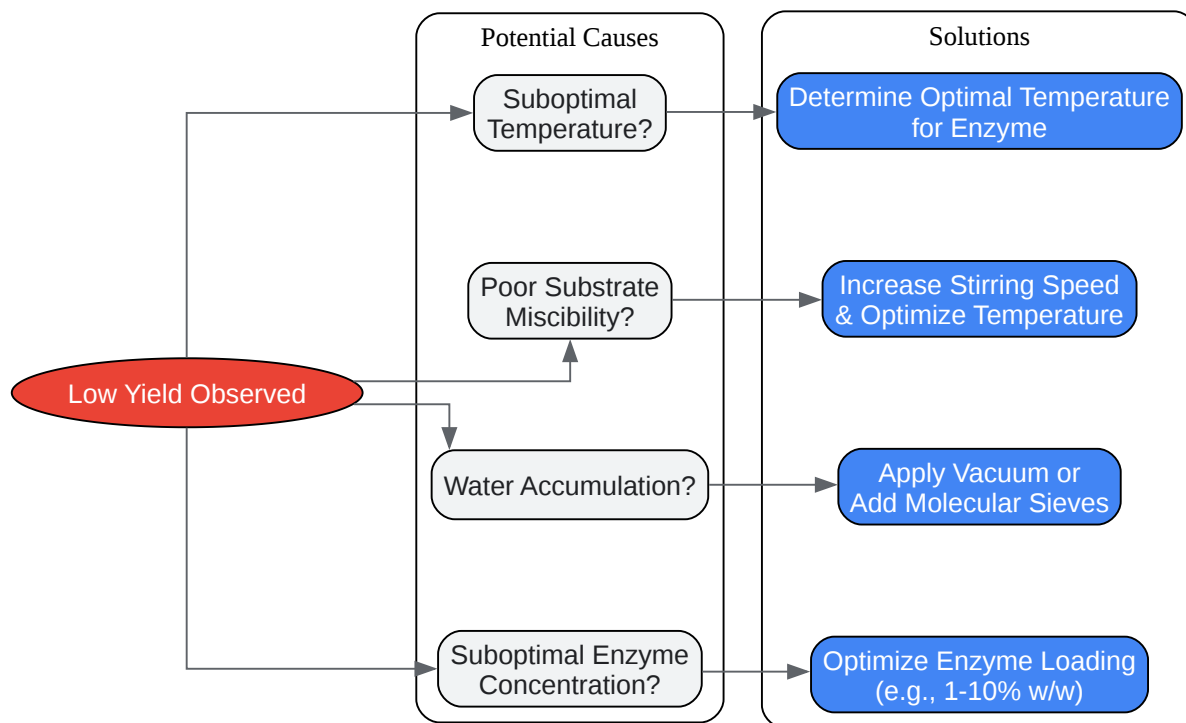 Potential Causes
Solutions
Suboptimal
Temperature?
Determine Optimal Temperature
for Enzyme
Poor Substrate
Miscibility?
Increase Stirring Speed
& Optimize Temperature
Low Yield Observed
Water Accumulation?
Apply Vacuum or
Add Molecular Sieves
Suboptimal Enzyme
Concentration?
Optimize Enzyme Loading
(e.g., 1-10% w/w)